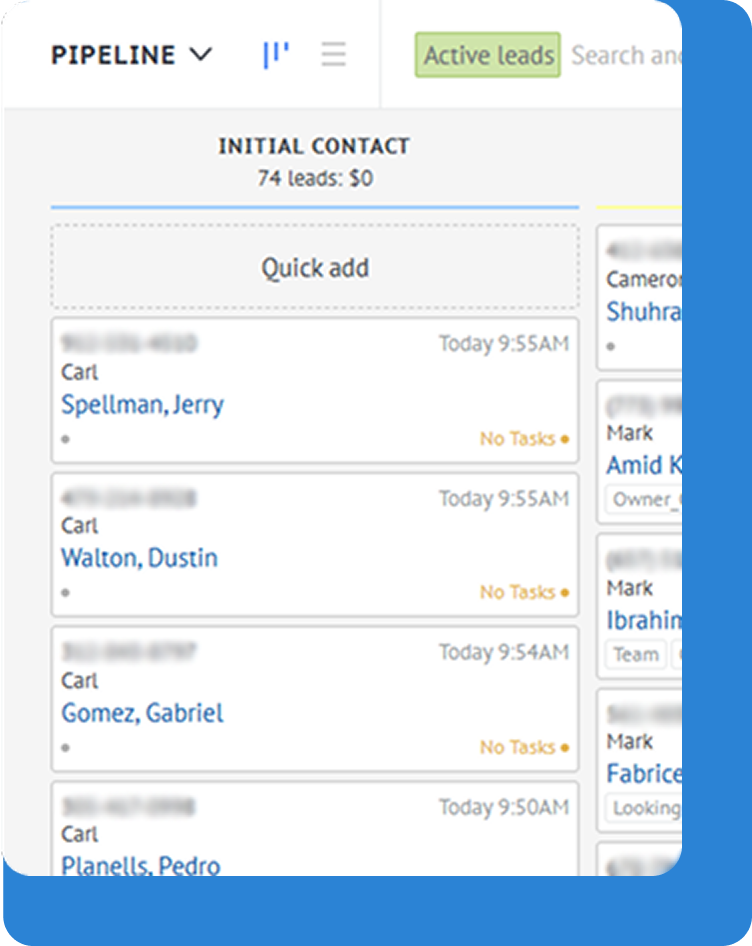 PIPELINE
Active leads Search and
INITIAL CONTACT
74 leads: $0
Quick add
Today 9:55AM
Carl
Spellman, Jerry
No Tasks
Today 9:55AM
Carl
Walton, Dustin
No Tasks
Today 9:54AM
Carl
Gomez, Gabriel
No Tasks
Today 9:50AM
Carl
Planells, Pedro
Cameron
Shuhra
Mark
Amid K
Owner_
Mark
Ibrahim
Team
Mark
Fabrice
Looking